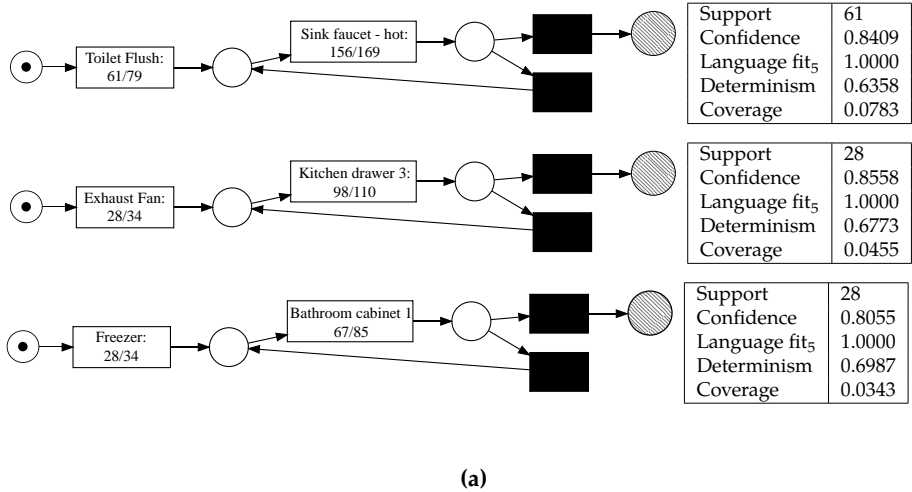 Toilet Flush:
61/79
Sink faucet - hot:
156/169
Support 61
Confidence 0.8409
Language fit5 1.0000
Determinism 0.6358
Coverage 0.0783
Exhaust Fan:
28/34
Kitchen drawer 3:
98/110
Support 28
Confidence 0.8558
Language fit5 1.0000
Determinism 0.6773
Coverage 0.0455
Freezer:
28/34
Bathroom cabinet 1
67/85
Support 28
Confidence 0.8055
Language fit5 1.0000
Determinism 0.6987
Coverage 0.0343
(a)